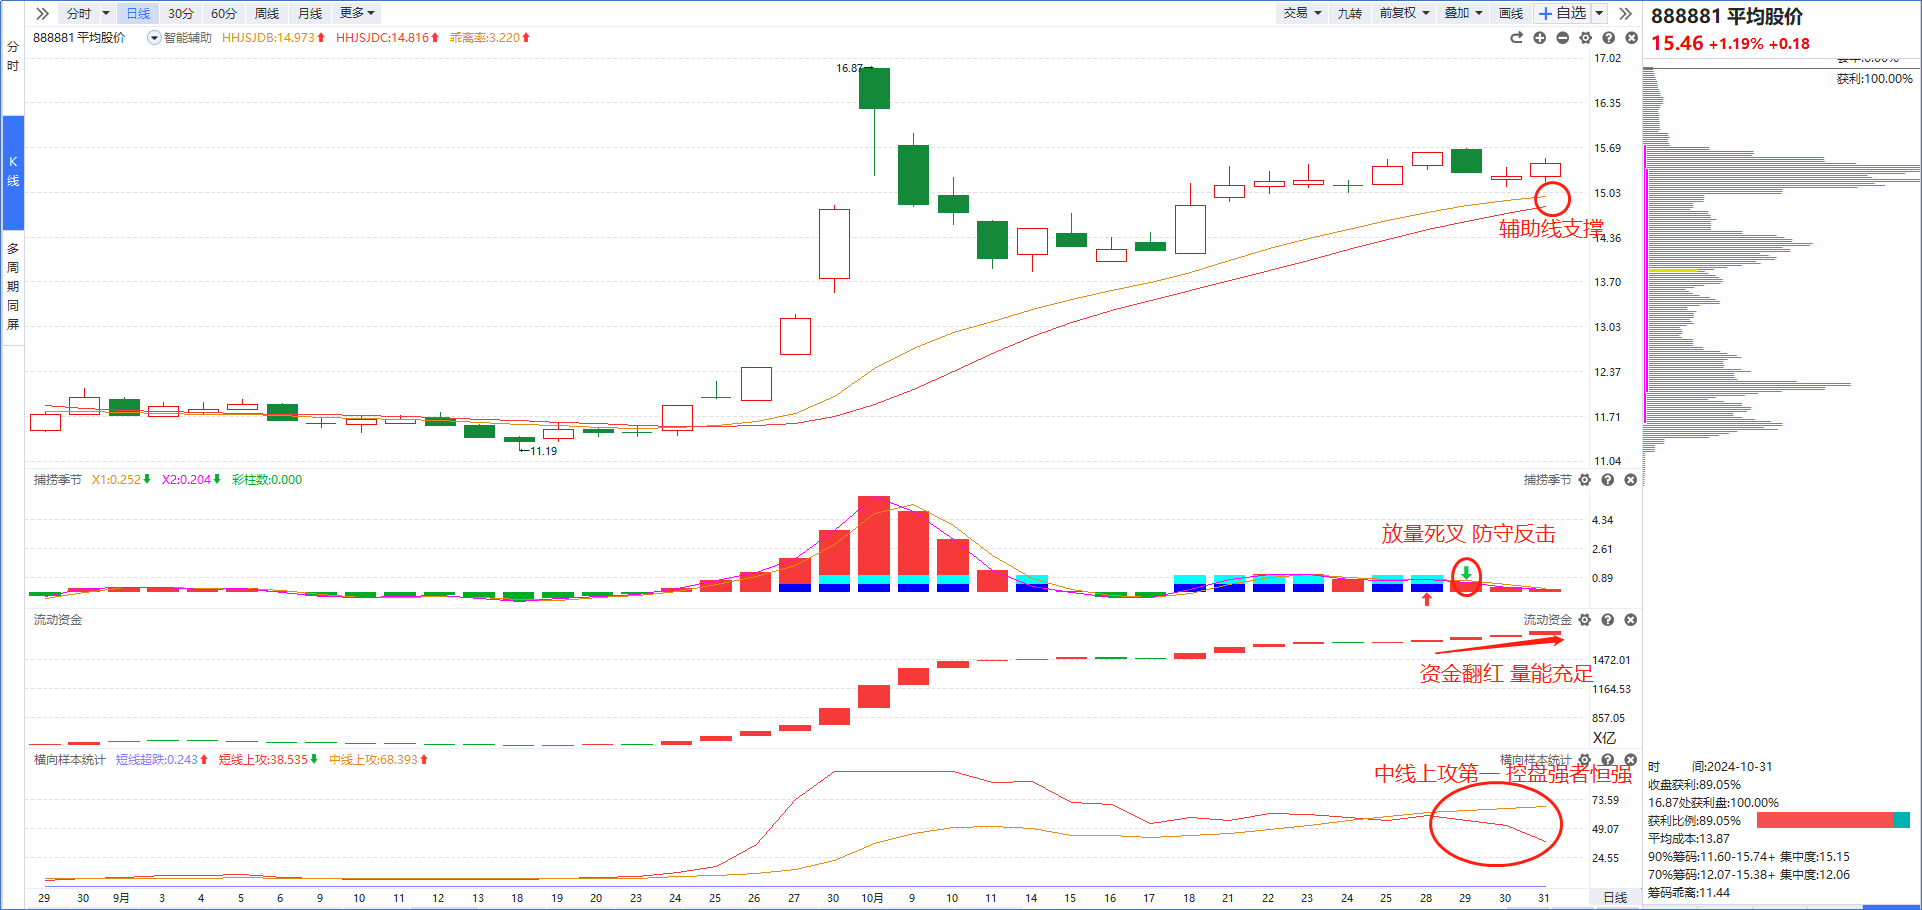 分时 日线 30分 60分 周线 月线 更多 交易 九转 前复权 叠加 画线 自选
888881 平均股价
15.46 +1.19% +0.18
888881 平均股价 智能辅助 HHJSJDB:14.973 HHJSJDC:14.816 乖离率:3.220
分时
K线
多周期同屏
17.02
16.35
15.69
15.03
14.36
13.70
13.03
12.37
11.71
11.04
16.87
11.19
辅助线支撑
获利:100.00%
捕捞季节 X1:0.252 X2:0.204 彩柱数:0.000
捕捞季节
放量死叉 防守反击
4.34
2.61
0.89
流动资金
流动资金
资金翻红 量能充足
1472.01
1164.53
857.05
X亿
横向样本统计 短线超跌:0.243 短线上攻:38.535 中线上攻:68.393
横向样本统计
中线上攻第一 控盘强者恒强
73.59
49.07
24.55
29 30 9月 3 4 5 6 9 10 11 12 13 18 19 20 23 24 25 26 27 30 10月 9 10 11 14 15 16 17 18 21 22 23 24 25 28 29 30 31 日线
时 间:2024-10-31
收盘获利:89.05%
16.87处获利盘:100.00%
获利比例:89.05%
平均成本:13.87
90%筹码:11.60-15.74+ 集中度:15.15
70%筹码:12.07-15.38+ 集中度:12.06
筹码乖离:11.44